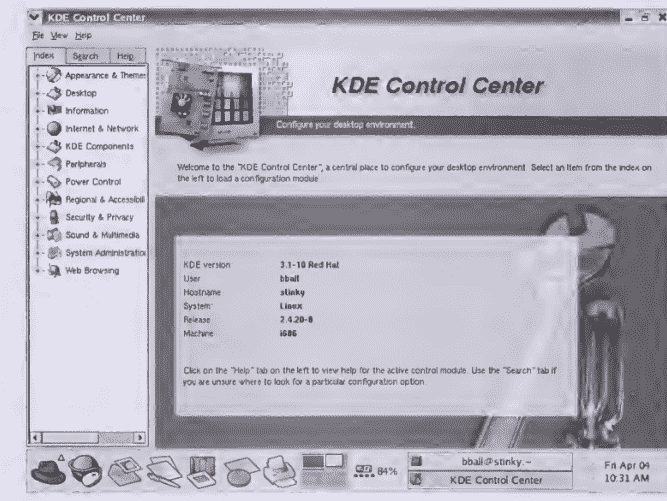 KDE Control Center
File View Help
Index Search Help
Appearance & Themes
Desktop
Information
Internet & Network
KDE Components
Peripherals
Power Control
Regional & Accessibili
Security & Privacy
Sound & Multimedia
System Administration
Web Browsing
KDE Control Center
Configure your desktop environment.
Welcome to the "KDE Control Center", a central place to configure your desktop environment. Select an item from the index on
the left to load a configuration module.
KDE version: 3.1-10 Red Hat
User: bball
Hostname: stinky
System: Linux
Release: 2.4.20-8
Machine: i686
Click on the "Help" tab on the left to view help for the active control module. Use the "Search" tab if
you are unsure where to look for a particular configuration option.
84%
bball@stinky:~
KDE Control Center
Fri Apr 04
10:31 AM